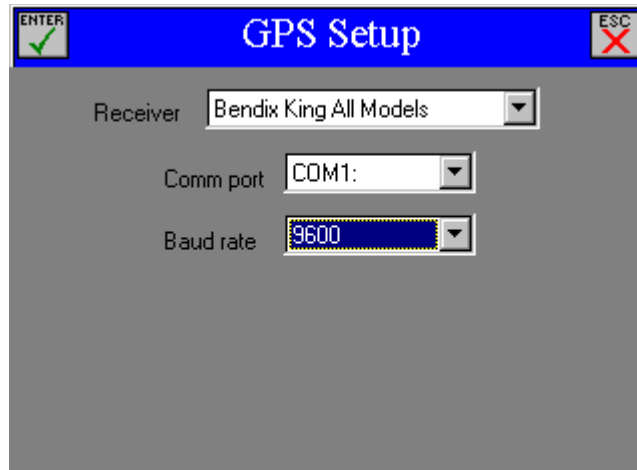 ENTER GPS Setup ESC
Receiver Bendix King All Models
Comm port COM1:
Baud rate 9600